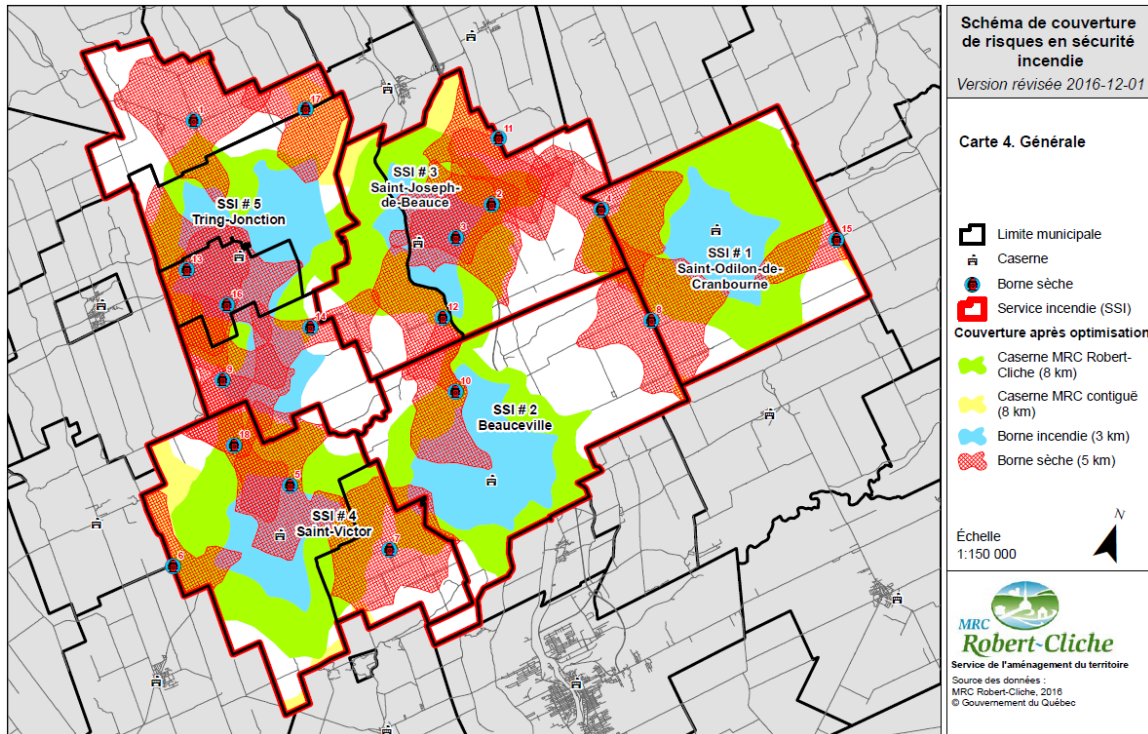 Schéma de couverture
de risques en sécurité
incendie
Version révisée 2016-12-01
Carte 4. Générale
Limite municipale
Caserne
Borne sèche
Service incendie (SSI)
Couverture après optimisation
Caserne MRC Robert-
Cliche (8 km)
Caserne MRC contiguë
(8 km)
Borne incendie (3 km)
Borne sèche (5 km)
N
Échelle
1:150 000
MRC
Robert-Cliche
Service de l'aménagement du territoire
Source des données :
MRC Robert-Cliche, 2016
© Gouvernement du Québec
1
17
11
SSI # 3
Saint-Joseph-
de-Beauce
2
4
SSI # 5
Tring-Jonction
3
15
SSI # 1
Saint-Odilon-de-
Cranbourne
13
16
14
12
8
9
10
SSI # 2
Beauceville
18
5
SSI # 4
Saint-Victor
7
6